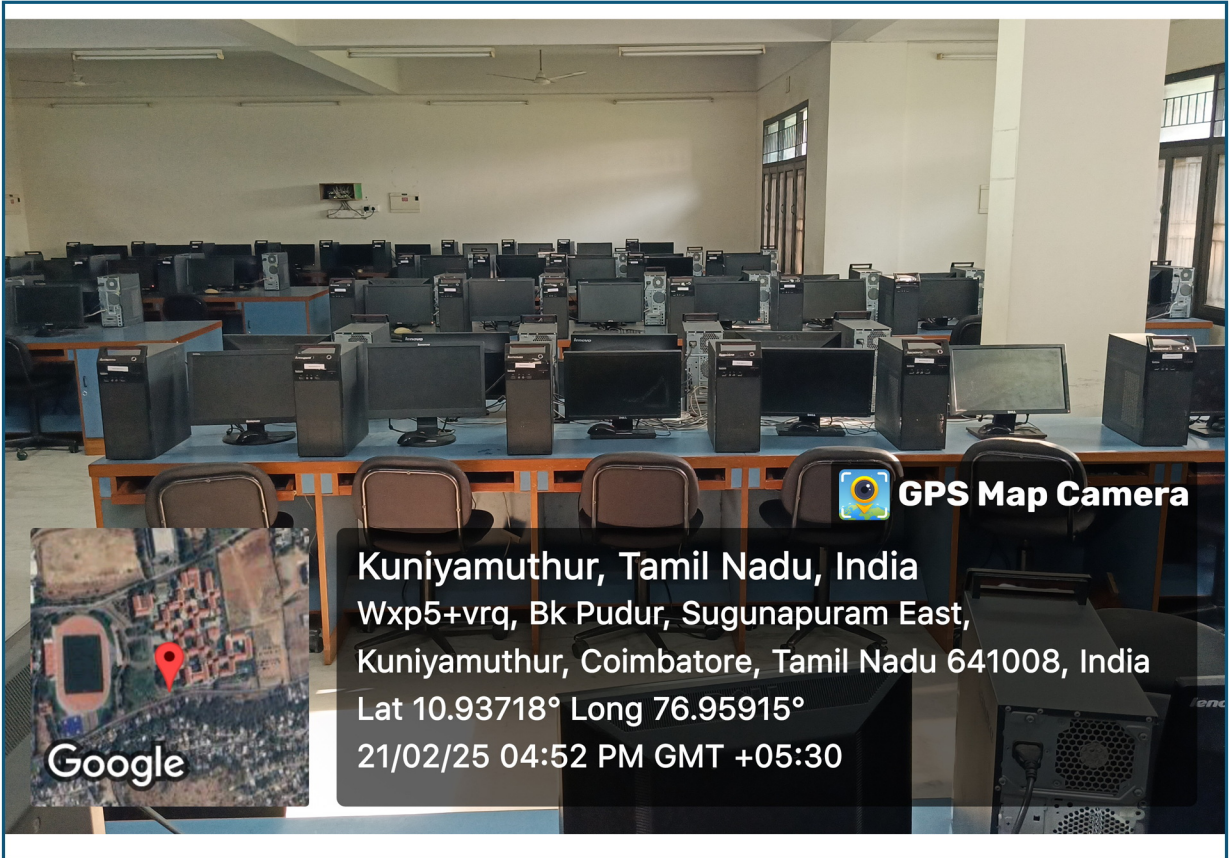 GPS Map Camera
Kuniyamuthur, Tamil Nadu, India
Wxp5+vrq, Bk Pudur, Sugunapuram East,
Kuniyamuthur, Coimbatore, Tamil Nadu 641008, India
Lat 10.93718° Long 76.95915°
21/02/25 04:52 PM GMT +05:30
Google